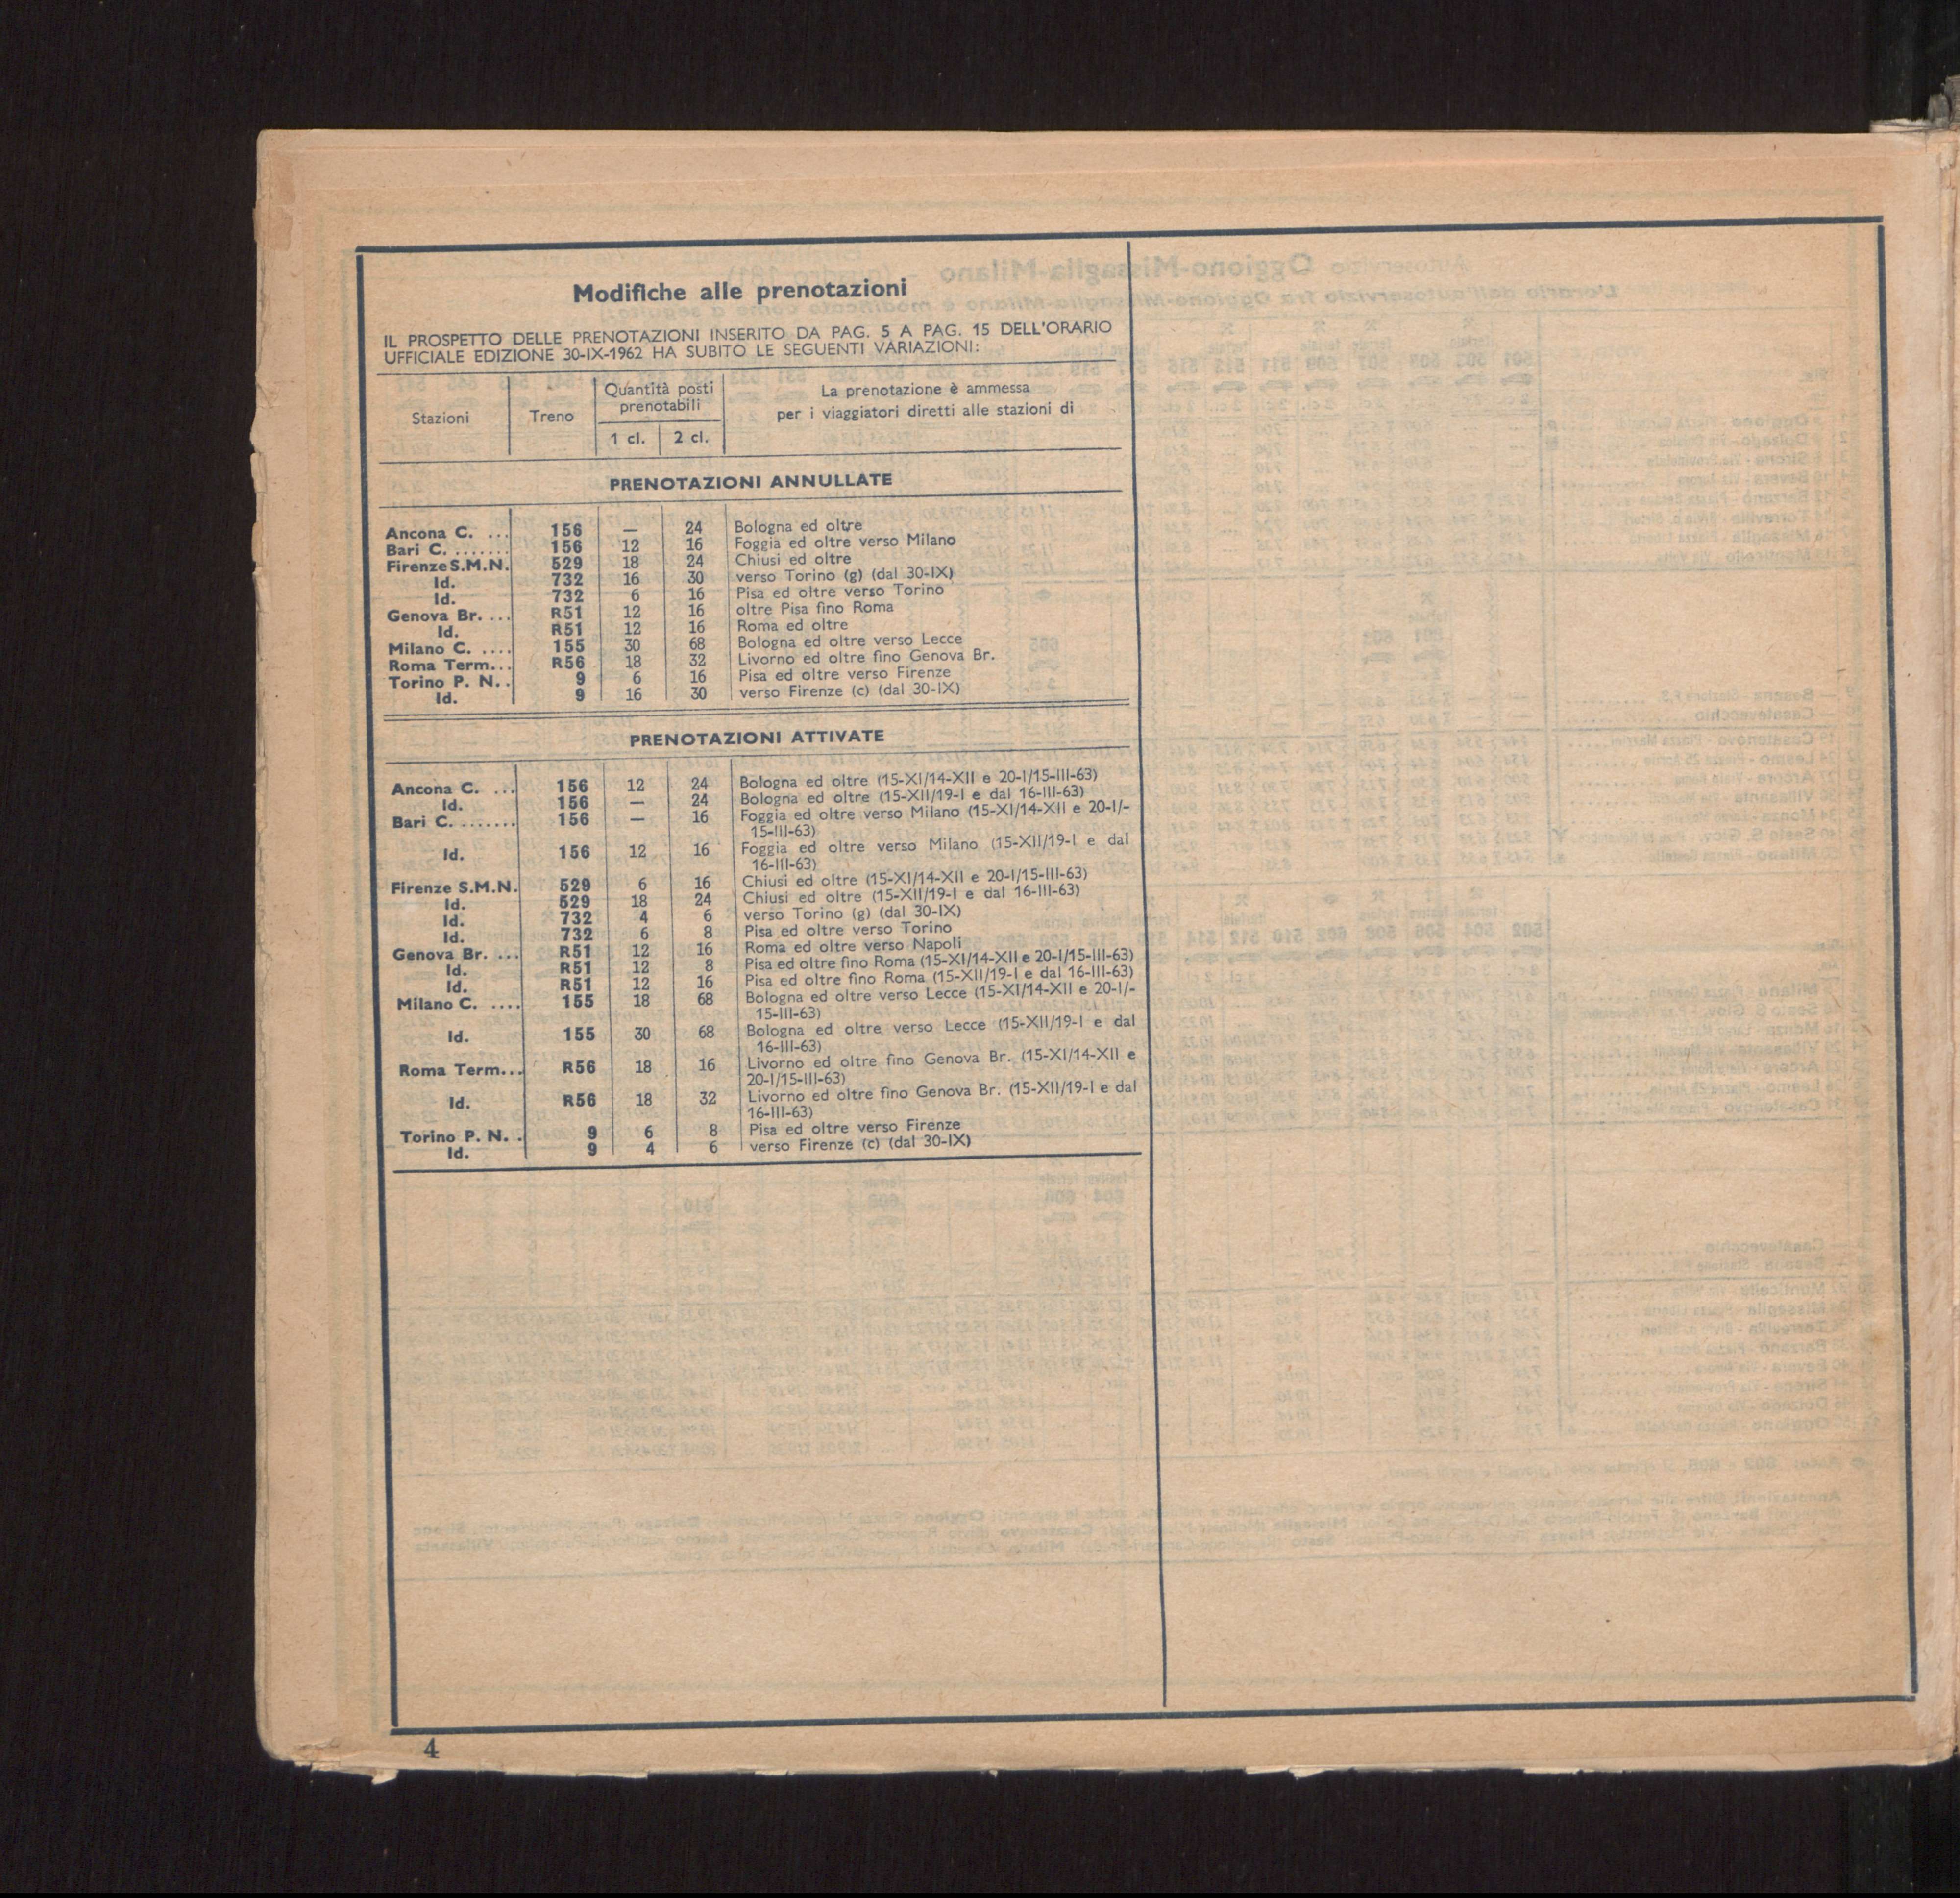 Modifiche alle prenotazioni
IL PROSPETTO DELLE PRENOTAZIONI INSERITO DA PAG. 5 A PAG. 15 DELL'ORARIO
UFFICIALE EDIZIONE 30-IX-1962 HA SUBITO LE SEGUENTI VARIAZIONI:
Stazioni Treno Quantità posti prenotabili La prenotazione è ammessa
per i viaggiatori diretti alle stazioni di
1 cl. 2 cl.
PRENOTAZIONI ANNULLATE
Ancona C. ... 156 — 24 Bologna ed oltre
Bari C. ....... 156 12 16 Foggia ed oltre verso Milano
Firenze S.M.N. 529 18 24 Chiusi ed oltre
Id. 732 16 30 verso Torino (g) (dal 30-IX)
Id. 732 6 16 Pisa ed oltre verso Torino
Genova Br. ... R51 12 16 oltre Pisa fino Roma
Id. R51 12 16 Roma ed oltre
Milano C. .... 155 30 68 Bologna ed oltre verso Lecce
Roma Term... R56 18 32 Livorno ed oltre fino Genova Br.
Torino P. N. . 9 6 16 Pisa ed oltre verso Firenze
Id. 9 16 30 verso Firenze (c) (dal 30-IX)
PRENOTAZIONI ATTIVATE
Ancona C. ... 156 12 24 Bologna ed oltre (15-XI/14-XII e 20-I/15-III-63)
Id. 156 — 24 Bologna ed oltre (15-XII/19-I e dal 16-III-63)
Bari C. ........ 156 — 16 Foggia ed oltre verso Milano (15-XI/14-XII e 20-I/-
15-III-63)
Id. 156 12 16 Foggia ed oltre verso Milano (15-XII/19-I e dal
16-III-63)
Firenze S.M.N. 529 6 16 Chiusi ed oltre (15-XI/14-XII e 20-I/15-III-63)
Id. 529 18 24 Chiusi ed oltre (15-XII/19-I e dal 16-III-63)
Id. 732 4 6 verso Torino (g) (dal 30-IX)
Id. 732 6 8 Pisa ed oltre verso Torino
Genova Br. ... R51 12 16 Roma ed oltre verso Napoli
Id. R51 12 8 Pisa ed oltre fino Roma (15-XI/14-XII e 20-I/15-III-63)
Id. R51 12 16 Pisa ed oltre fino Roma (15-XII/19-I e dal 16-III-63)
Milano C. .... 155 18 68 Bologna ed oltre verso Lecce (15-XI/14-XII e 20-I/-
15-III-63)
Id. 155 30 68 Bologna ed oltre verso Lecce (15-XII/19-I e dal
16-III-63)
Roma Term... R56 18 16 Livorno ed oltre fino Genova Br. (15-XI/14-XII e
20-I/15-III-63)
Id. R56 18 32 Livorno ed oltre fino Genova Br. (15-XII/19-I e dal
16-III-63)
Torino P. N. . 9 6 8 Pisa ed oltre verso Firenze
Id. 9 4 6 verso Firenze (c) (dal 30-IX)
4